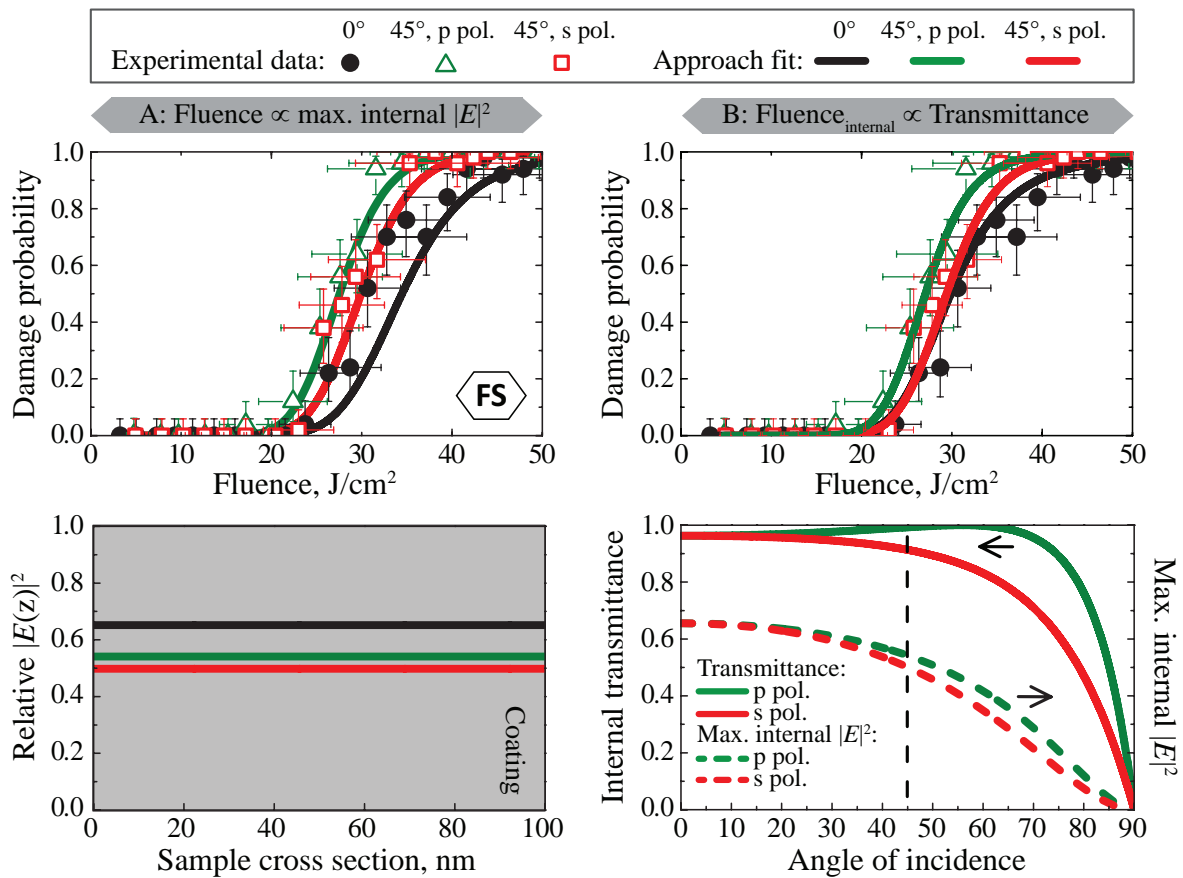 0° 45°, p pol. 45°, s pol. 0° 45°, p pol. 45°, s pol.
Experimental data: Approach fit:
A: Fluence ∝ max. internal |E|²
B: Fluence_internal ∝ Transmittance
Damage probability
1.0
0.8
0.6
0.4
0.2
0.0
FS
0 10 20 30 40 50
Fluence, J/cm²
Damage probability
1.0
0.8
0.6
0.4
0.2
0.0
0 10 20 30 40 50
Fluence, J/cm²
Relative |E(z)|²
1.0
0.8
0.6
0.4
0.2
0.0
Coating
0 20 40 60 80 100
Sample cross section, nm
Internal transmittance
1.0
0.8
0.6
0.4
0.2
0.0
Transmittance:
p pol.
s pol.
Max. internal |E|²:
p pol.
s pol.
Max. internal |E|²
0 10 20 30 40 50 60 70 80 90
Angle of incidence